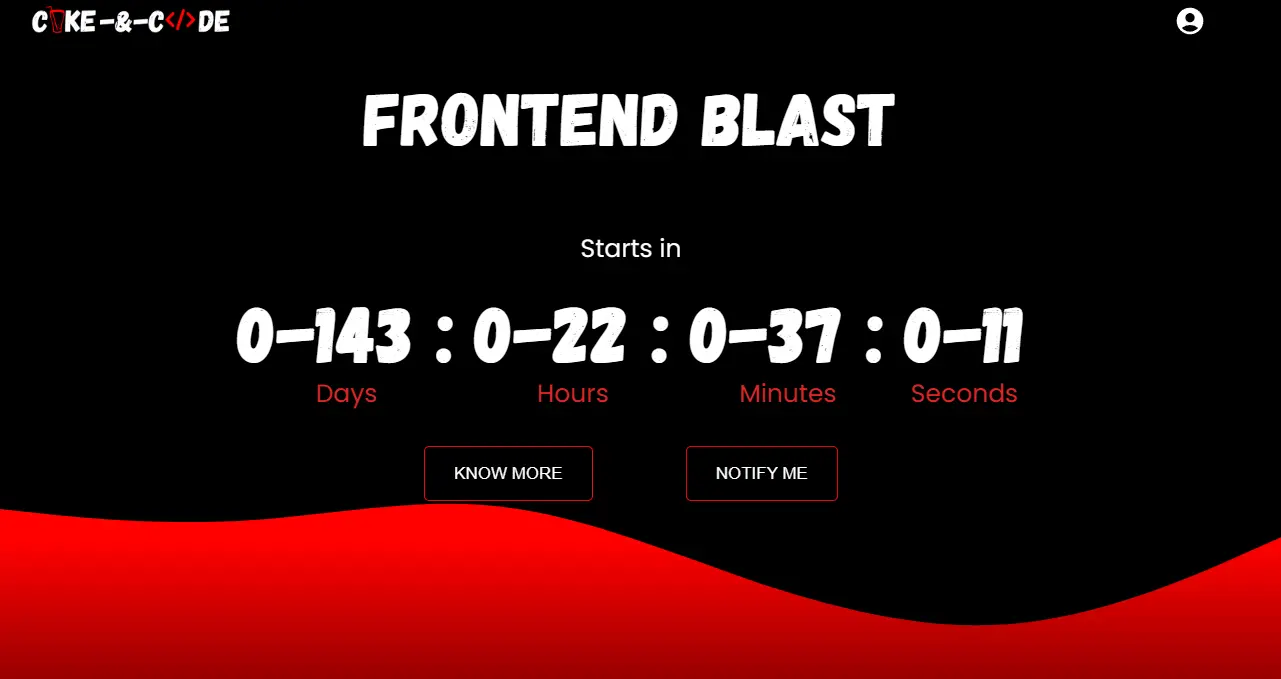 COKE-&-C</>DE
FRONTEND BLAST
Starts in
0-143 : 0-22 : 0-37 : 0-11
Days Hours Minutes Seconds
KNOW MORE NOTIFY ME